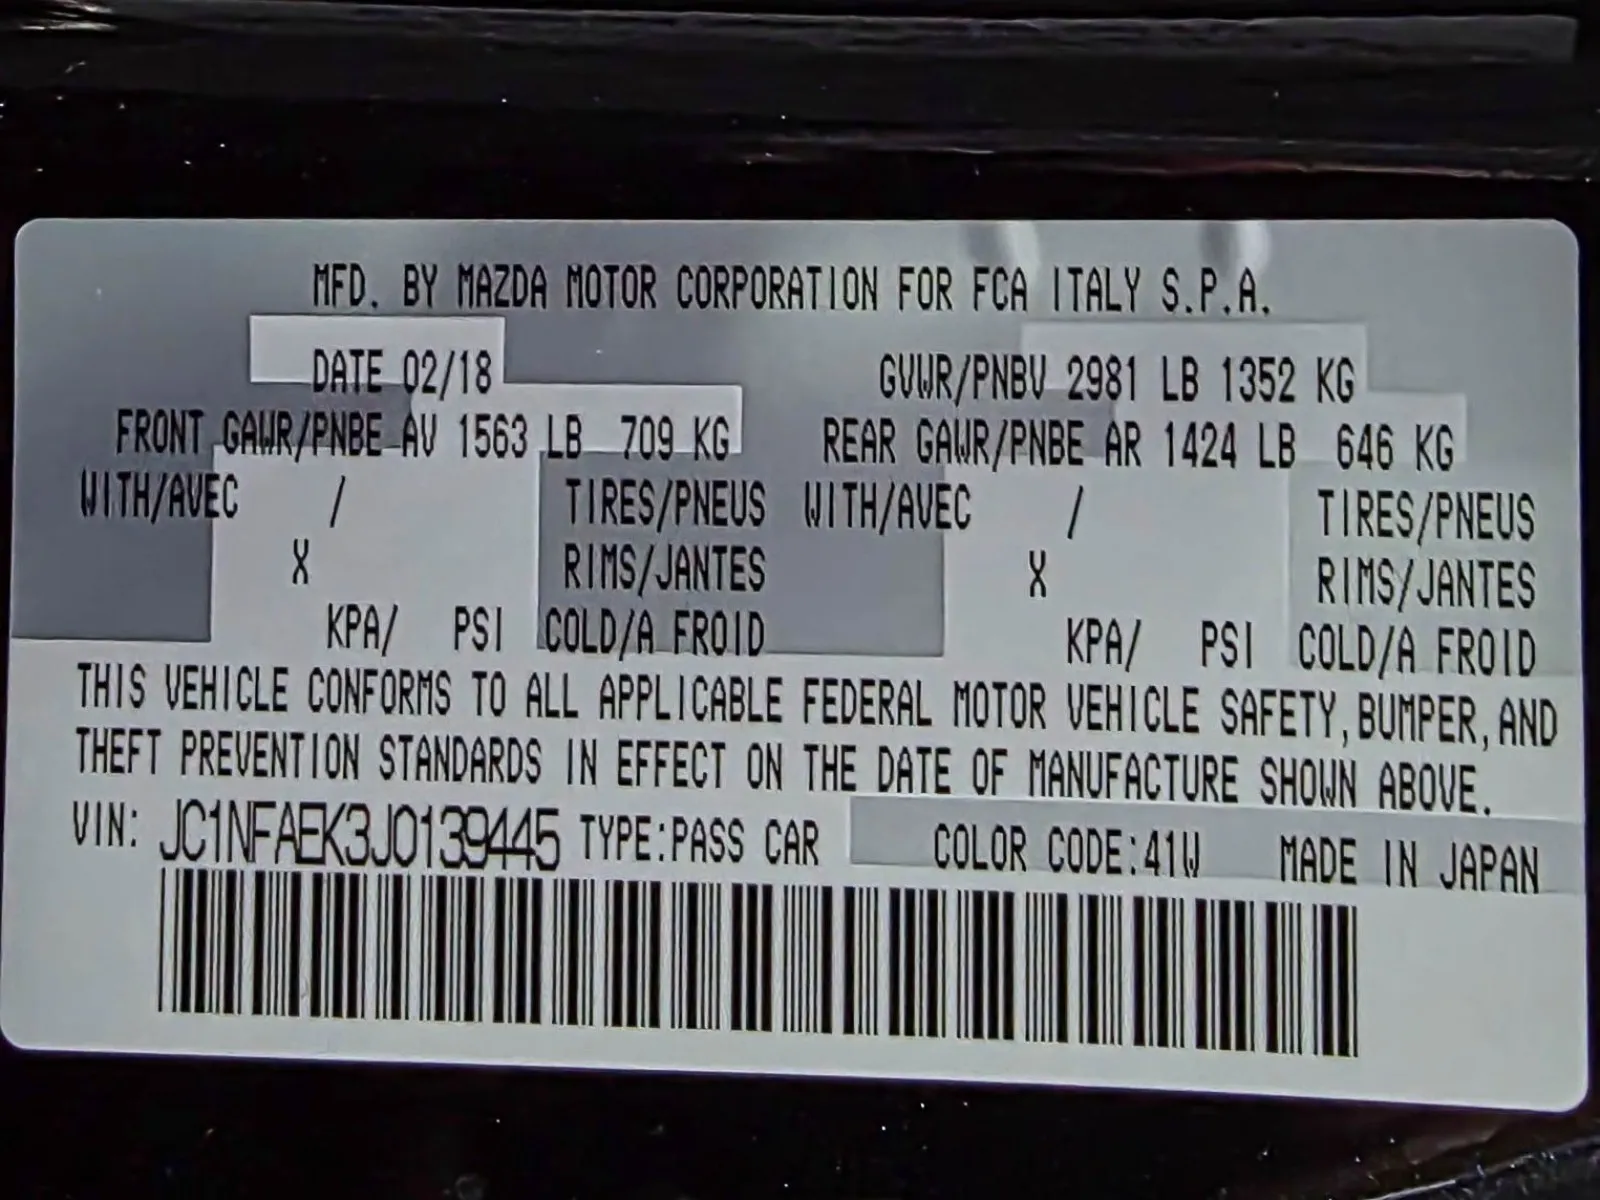 MFD. BY MAZDA MOTOR CORPORATION FOR FCA ITALY S.P.A.
DATE 02/18 GVWR/PNBV 2981 LB 1352 KG
FRONT GAWR/PNBE AV 1563 LB 709 KG REAR GAWR/PNBE AR 1424 LB 646 KG
WITH/AVEC / TIRES/PNEUS WITH/AVEC / TIRES/PNEUS
X RIMS/JANTES X RIMS/JANTES
KPA/ PSI COLD/A FROID KPA/ PSI COLD/A FROID
THIS VEHICLE CONFORMS TO ALL APPLICABLE FEDERAL MOTOR VEHICLE SAFETY, BUMPER, AND
THEFT PREVENTION STANDARDS IN EFFECT ON THE DATE OF MANUFACTURE SHOWN ABOVE.
VIN: JC1NFAEK3J0139445 TYPE:PASS CAR COLOR CODE:41W MADE IN JAPAN